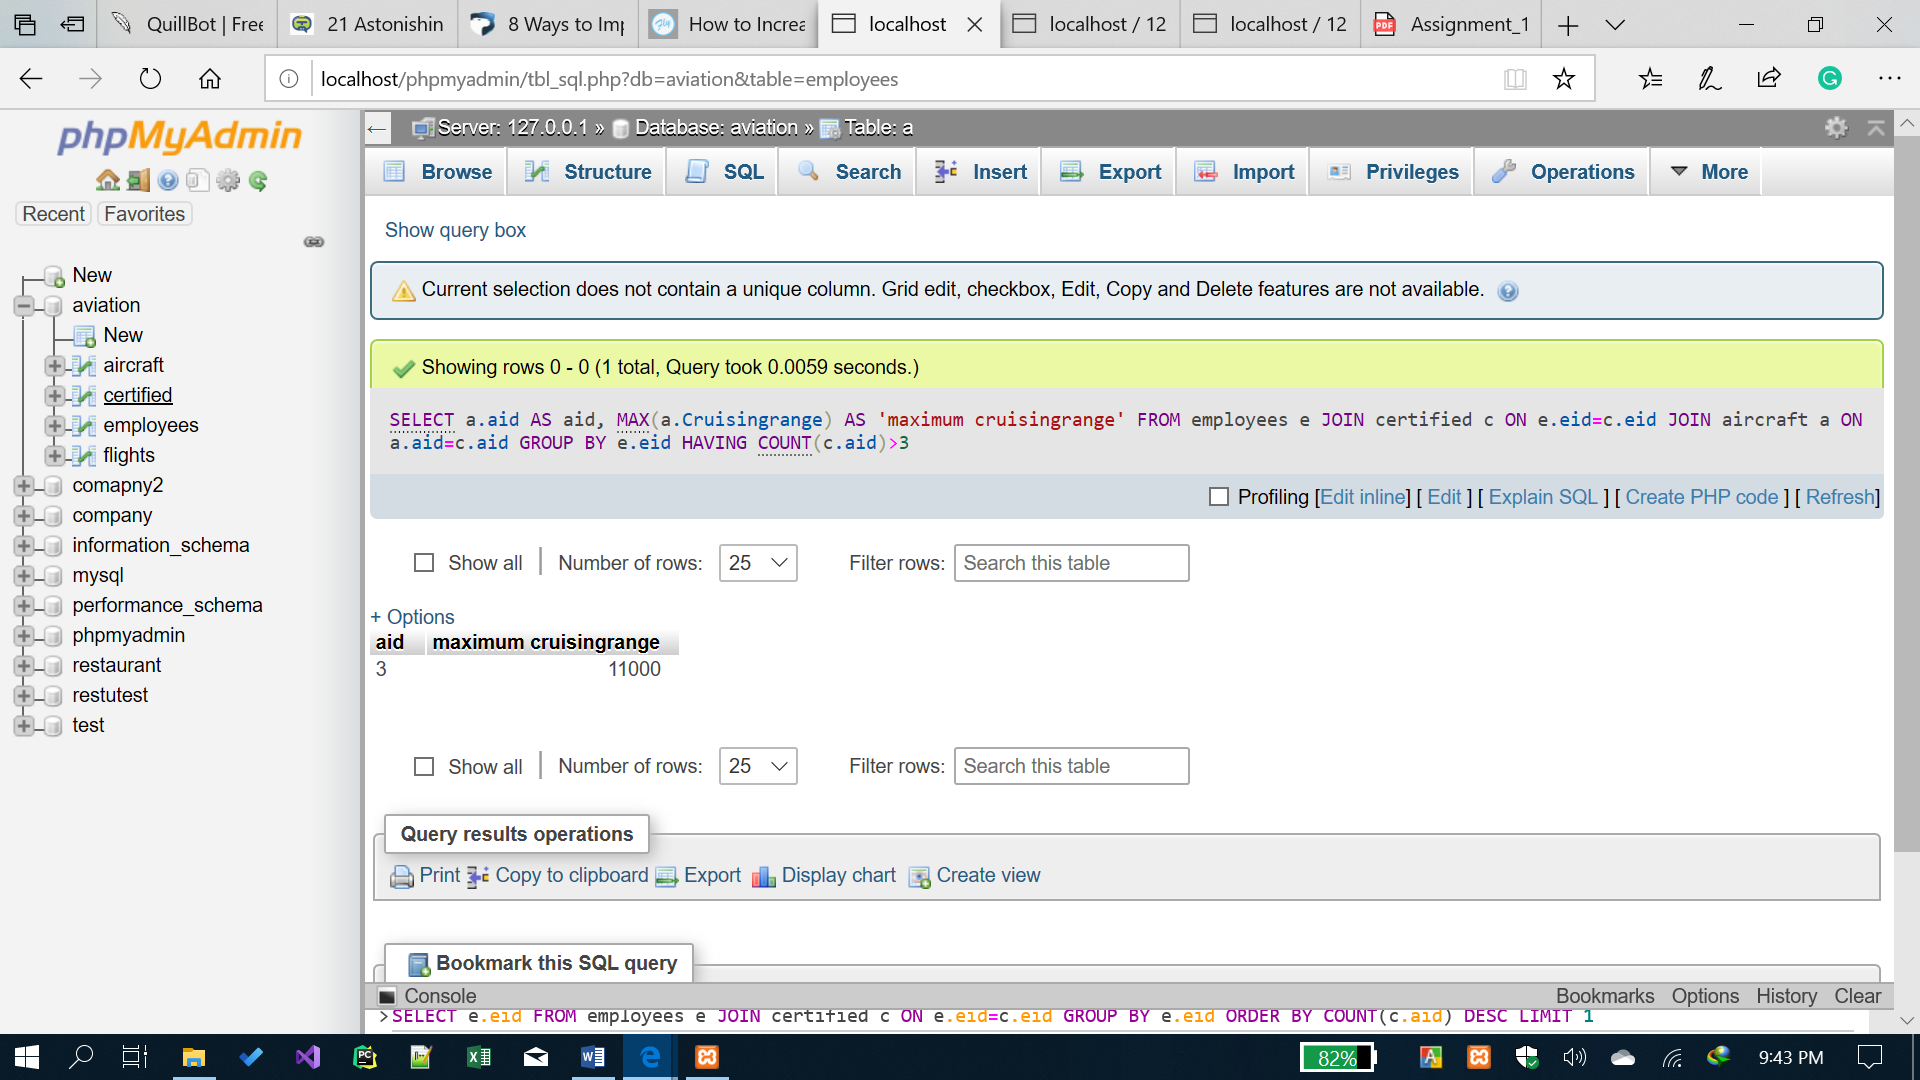 QuillBot | Free
21 Astonishin
8 Ways to Imp
How to Increa
localhost
localhost / 12
localhost / 12
Assignment_1
localhost/phpmyadmin/tbl_sql.php?db=aviation&table=employees
phpMyAdmin
Recent
Favorites
New
aviation
New
aircraft
certified
employees
flights
comapny2
company
information_schema
mysql
performance_schema
phpmyadmin
restaurant
restutest
test
Server: 127.0.0.1 » Database: aviation » Table: a
Browse
Structure
SQL
Search
Insert
Export
Import
Privileges
Operations
More
Show query box
Current selection does not contain a unique column. Grid edit, checkbox, Edit, Copy and Delete features are not available.
Showing rows 0 - 0 (1 total, Query took 0.0059 seconds.)
SELECT a.aid AS aid, MAX(a.Cruisingrange) AS 'maximum cruisingrange' FROM employees e JOIN certified c ON e.eid=c.eid JOIN aircraft a ON
a.aid=c.aid GROUP BY e.eid HAVING COUNT(c.aid)>3
Profiling [Edit inline] [ Edit ] [ Explain SQL ] [ Create PHP code ] [ Refresh]
Show all
Number of rows: 25
Filter rows: Search this table
+ Options
aid maximum cruisingrange
3 11000
Show all
Number of rows: 25
Filter rows: Search this table
Query results operations
Print
Copy to clipboard
Export
Display chart
Create view
Bookmark this SQL query
Console
Bookmarks Options History Clear
>SELECT e.eid FROM employees e JOIN certified c ON e.eid=c.eid GROUP BY e.eid ORDER BY COUNT(c.aid) DESC LIMIT 1
82%
9:43 PM